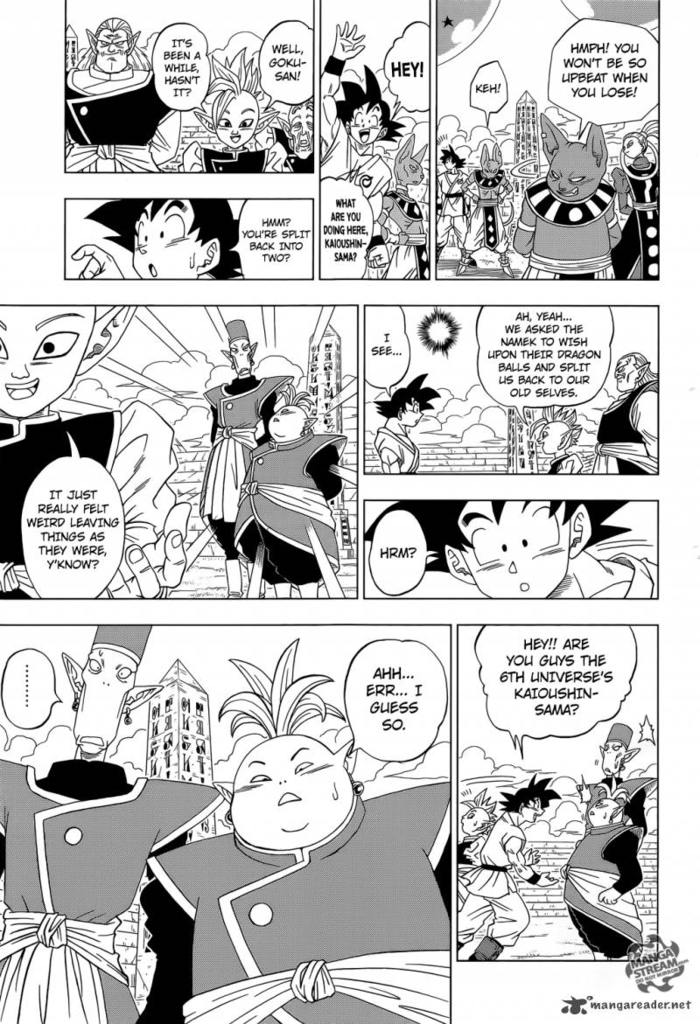 HMPH! YOU
WON'T BE SO
UPBEAT WHEN
YOU LOSE!
KEH!
HEY!
WHAT ARE
YOU DOING
HERE,
KAIOUSHIN-
SAMA?
WELL,
GOKU-
SAN!
IT'S BEEN
A WHILE,
HASN'T
IT?
HMM?
YOU'RE SPLIT
BACK INTO
TWO?
AH, YEAH...
WE ASKED THE
NAMEK TO WISH
UPON THEIR DRAGON
BALLS AND SPLIT
US BACK TO OUR
OLD SELVES.
I
SEE...
IT JUST
REALLY FELT
WEIRD LEAVING
THINGS AS
THEY WERE,
Y'KNOW?
HRM?
HEY!! ARE
YOU GUYS THE
6TH UNIVERSE'S
KAIOUSHIN-
SAMA?
AHH...
ERR... I
GUESS
SO.
.........
MANGA
STREAM
DO NOT MIRROR
mangareader.net